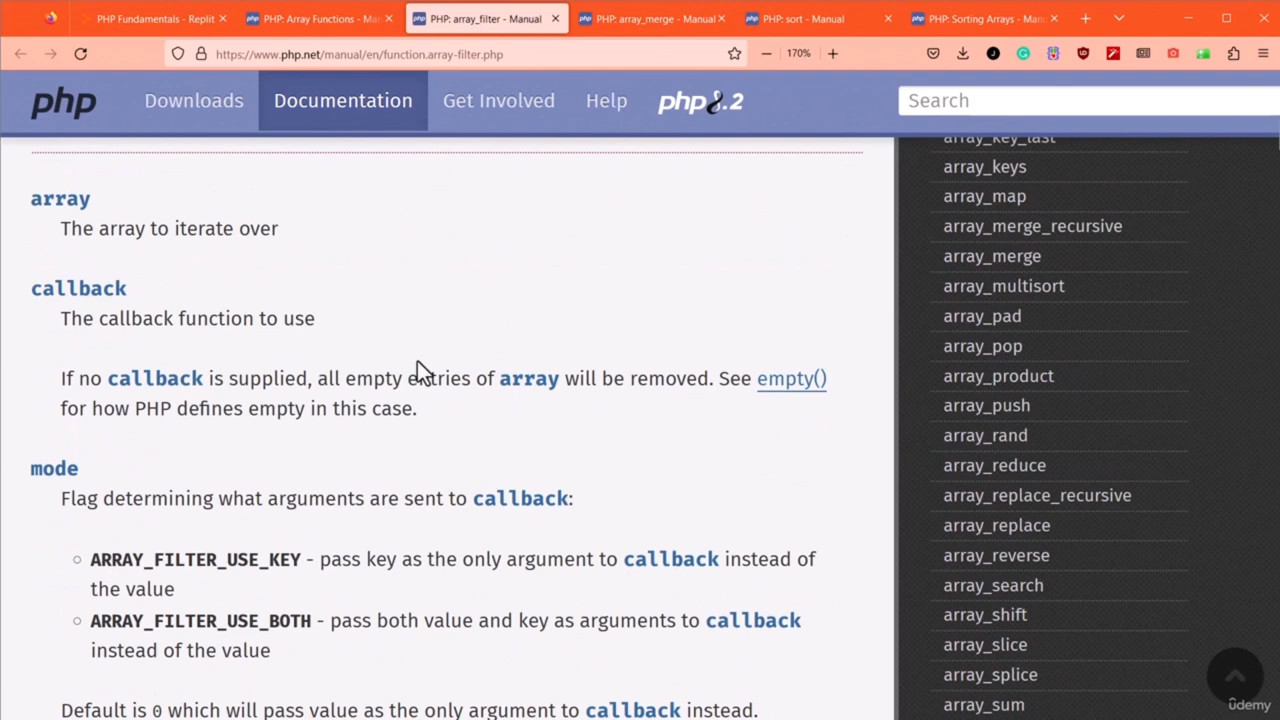 PHP Fundamentals - Replit
PHP: Array Functions - Ma
PHP: array_filter - Manual
PHP: array_merge - Manual
PHP: sort - Manual
PHP: Sorting Arrays - Man
https://www.php.net/manual/en/function.array-filter.php
170%
php
Downloads
Documentation
Get Involved
Help
php8.2
Search
array
The array to iterate over
callback
The callback function to use
If no callback is supplied, all empty entries of array will be removed. See empty()
for how PHP defines empty in this case.
mode
Flag determining what arguments are sent to callback:
ARRAY_FILTER_USE_KEY - pass key as the only argument to callback instead of
the value
ARRAY_FILTER_USE_BOTH - pass both value and key as arguments to callback
instead of the value
Default is 0 which will pass value as the only argument to callback instead.
array_key_last
array_keys
array_map
array_merge_recursive
array_merge
array_multisort
array_pad
array_pop
array_product
array_push
array_rand
array_reduce
array_replace_recursive
array_replace
array_reverse
array_search
array_shift
array_slice
array_splice
array_sum
ûdemy